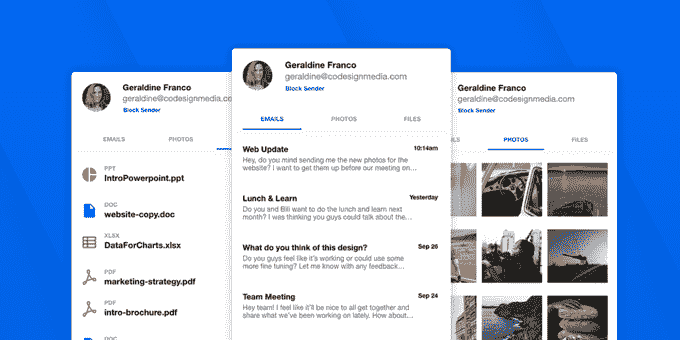 Geraldine Franco
geraldine@codesignmedia.com
Block Sender
EMAILS PHOTOS
PPT
IntroPowerpoint.ppt
DOC
website-copy.doc
XLSX
DataForCharts.xlsx
PDF
marketing-strategy.pdf
PDF
intro-brochure.pdf
DOC
Geraldine Franco
geraldine@codesignmedia.com
Block Sender
EMAILS PHOTOS FILES
Web Update 10:14am
Hey, do you mind sending me the new photos for the
website? I want to get them up before our meeting on...
Lunch & Learn Yesterday
Do you and Bili want to do the lunch and learn next
month? I was thinking you guys could talk about the...
What do you think of this design? Sep 26
Do you guys feel like it's working or could use some
more fine tuning? Let me know with any feedback...
Team Meeting Sep 24
Hey team! I feel like it'll be nice to all get together and
share what we've been working on lately. How about...
Geraldine Franco
geraldine@codesignmedia.com
Block Sender
ILS PHOTOS FILES